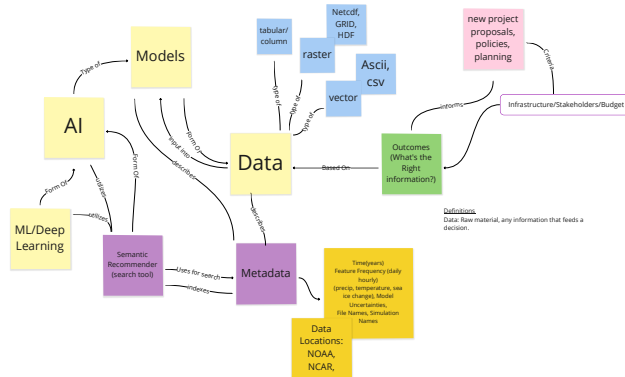 Netcdf,
GRID,
HDF
new project
proposals,
policies,
planning
tabular/
column
Models
raster
Ascii,
csv
Type of
Criteria
type of
type of
type of
vector
Infrastructure/Stakeholders/Budget
informs
AI
input into
Form Of
Data
Outcomes
(What's the
Right
information?)
Based On
describes
Form Of
Form Of
utilizes
utilizes
describes
ML/Deep
Learning
Definitions
Data: Raw material, any information that feeds a
decision.
Semantic
Recommender
(search tool)
Uses for search
indexes
Metadata
Time(years)
Feature Frequency (daily
hourly)
(precip, temperature, sea
ice change), Model
Uncertainties,
File Names, Simulation
Names
Data
Locations:
NOAA,
NCAR,